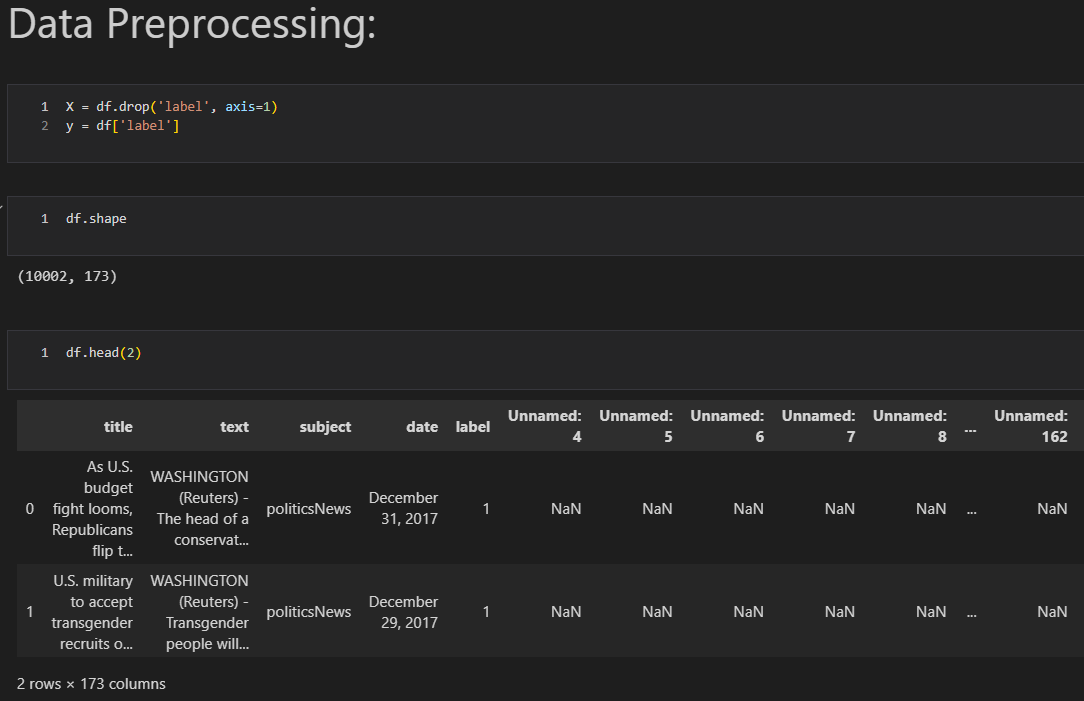 Data Preprocessing:
1 X = df.drop('label', axis=1)
2 y = df['label']
1 df.shape
(10002, 173)
1 df.head(2)
title text subject date label Unnamed: 4 Unnamed: 5 Unnamed: 6 Unnamed: 7 Unnamed: 8 ... Unnamed: 162
0 As U.S. budget fight looms, Republicans flip t... WASHINGTON (Reuters) - The head of a conservat... politicsNews December 31, 2017 1 NaN NaN NaN NaN NaN ... NaN
1 U.S. military to accept transgender recruits o... WASHINGTON (Reuters) - Transgender people will... politicsNews December 29, 2017 1 NaN NaN NaN NaN NaN ... NaN
2 rows × 173 columns